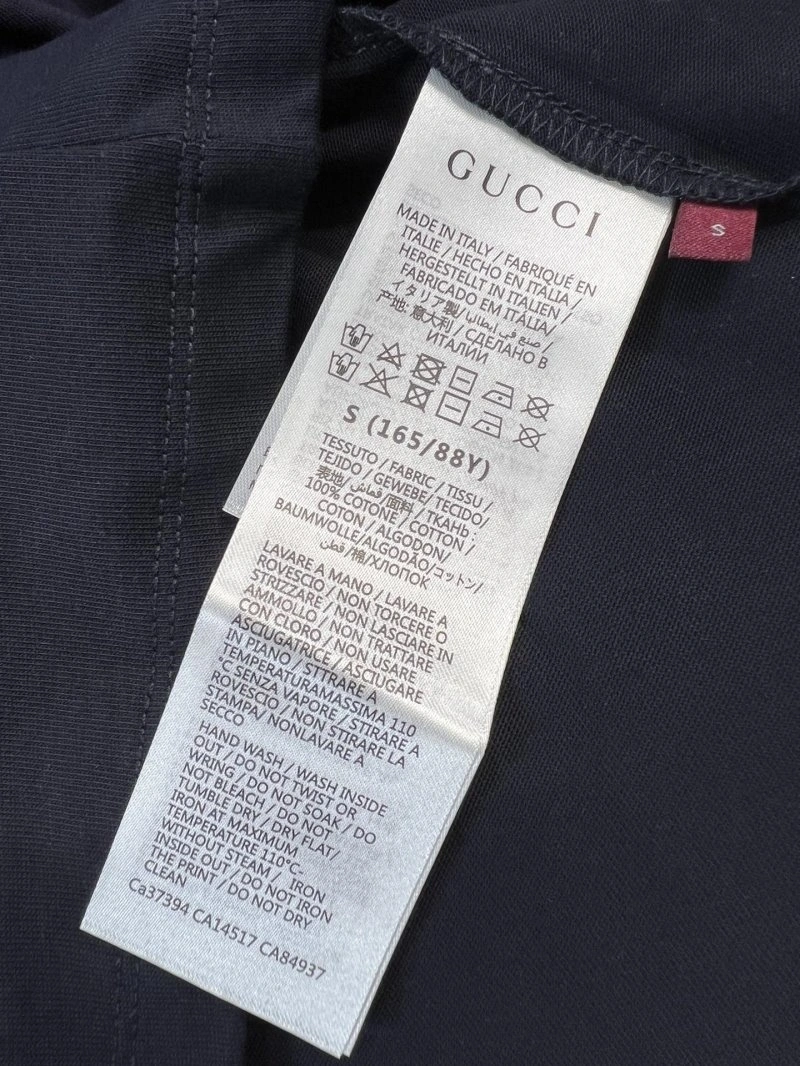 GUCCI
S
MADE IN ITALY / FABRIQUÉ EN
ITALIE / HECHO EN ITALIA /
HERGESTELLT IN ITALIEN /
FABRICADO EM ITÁLIA/
イタリア製/ صنع في ايطاليا /
产地: 意大利 / СДЕЛАНО В
ИТАЛИИ
S (165/88Y)
TESSUTO / FABRIC / TISSU /
TEJIDO / GEWEBE / TECIDO/
表地/ قماش /面料 / ТКАНЬ :
100% COTONE / COTTON /
COTON / ALGODON/
BAUMWOLLE/ALGODÃO/コットン/
قطن /棉/ХЛОПОК
LAVARE A MANO / LAVARE A
ROVESCIO / NON TORCERE O
STRIZZARE / NON LASCIARE IN
AMMOLLO / NON TRATTARE
CON CLORO / NON USARE
ASCIUGATRICE / ASCIUGARE
IN PIANO / STTRARE A
TEMPERATURAMASSIMA 110
°C SENZA VAPORE / STIRARE A
ROVESCIO / NON STIRARE LA
STAMPA/ NONLAVARE A
SECCO
HAND WASH / WASH INSIDE
OUT / DO NOT TWIST OR
WRING / DO NOT SOAK / DO
NOT BLEACH / DO NOT
TUMBLE DRY / DRY FLAT/
IRON AT MAXIMUM
TEMPERATURE 110°C-
WITHOUT STEAM / IRON
INSIDE OUT / DO NOT IRON
THE PRINT / DO NOT DRY
CLEAN
Ca37394 CA14517 CA84937